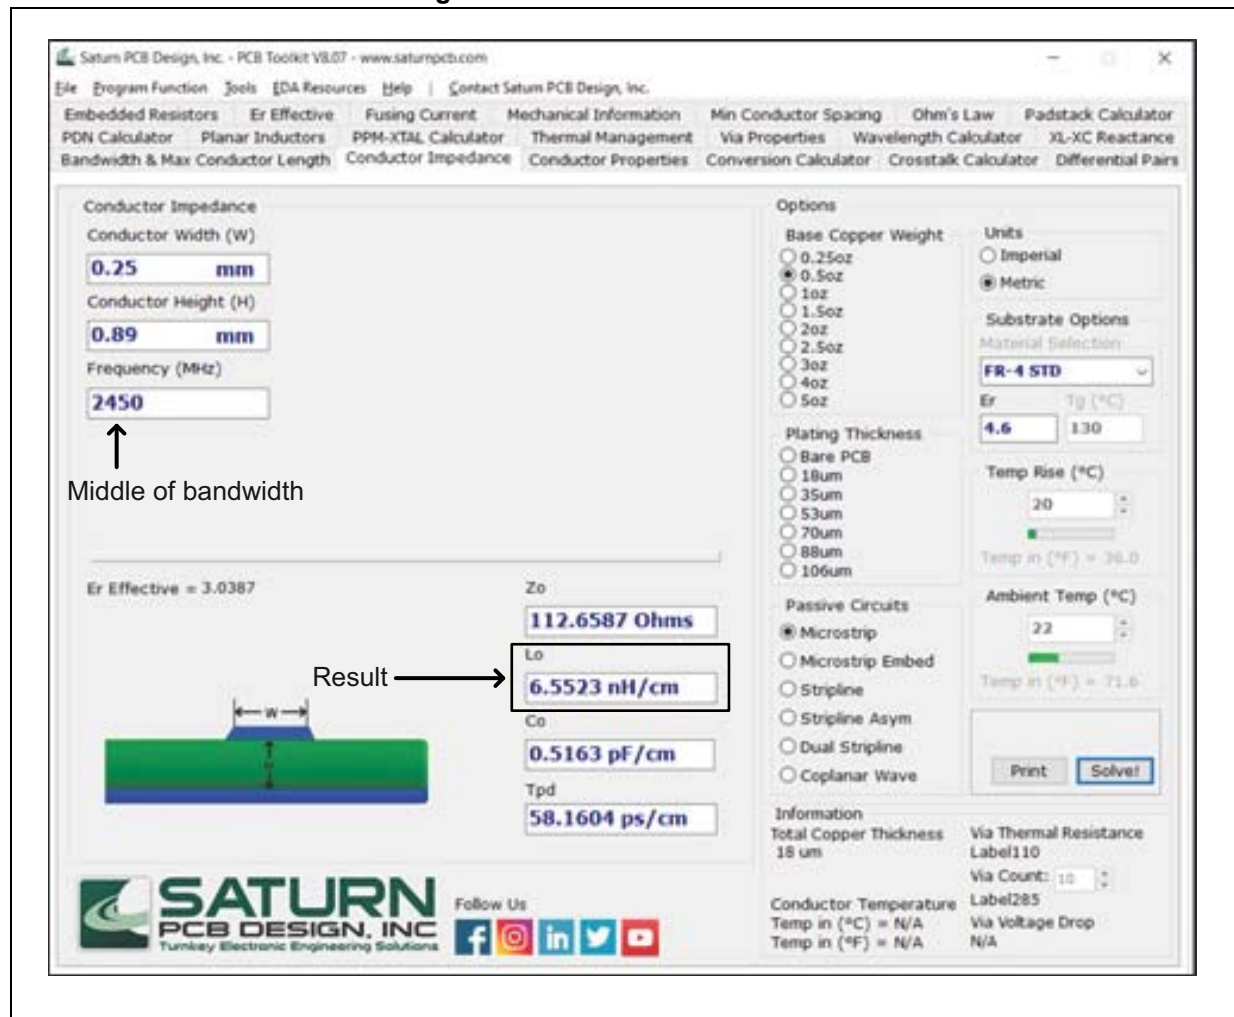 Saturn PCB Design, Inc. - PCB Toolkit V8.07 - www.saturnpcb.com
File Program Function Tools EDA Resources Help | Contact Saturn PCB Design, Inc.
Embedded Resistors Er Effective Fusing Current Mechanical Information Min Conductor Spacing Ohm's Law Padstack Calculator
PDN Calculator Planar Inductors PPM-XTAL Calculator Thermal Management Via Properties Wavelength Calculator XL-XC Reactance
Bandwidth & Max Conductor Length Conductor Impedance Conductor Properties Conversion Calculator Crosstalk Calculator Differential Pairs
Conductor Impedance
Conductor Width (W)
0.25 mm
Conductor Height (H)
0.89 mm
Frequency (MHz)
2450
Middle of bandwidth
Er Effective = 3.0387
W
H
Zo
112.6587 Ohms
Result
Lo
6.5523 nH/cm
Co
0.5163 pF/cm
Tpd
58.1604 ps/cm
Options
Base Copper Weight
0.25oz
0.5oz
1oz
1.5oz
2oz
2.5oz
3oz
4oz
5oz
Plating Thickness
Bare PCB
18um
35um
53um
70um
88um
106um
Passive Circuits
Microstrip
Microstrip Embed
Stripline
Stripline Asym
Dual Stripline
Coplanar Wave
Units
Imperial
Metric
Substrate Options
Material Selection
FR-4 STD
Er Tg (°C)
4.6 130
Temp Rise (°C)
20
Temp in (°F) = 36.0
Ambient Temp (°C)
22
Temp in (°F) = 71.6
Print Solve!
Information
Total Copper Thickness
18 um
Conductor Temperature
Temp in (°C) = N/A
Temp in (°F) = N/A
Via Thermal Resistance
Label110
Via Count: 10
Label285
Via Voltage Drop
N/A
SATURN
PCB DESIGN, INC
Turnkey Electronic Engineering Solutions
Follow Us